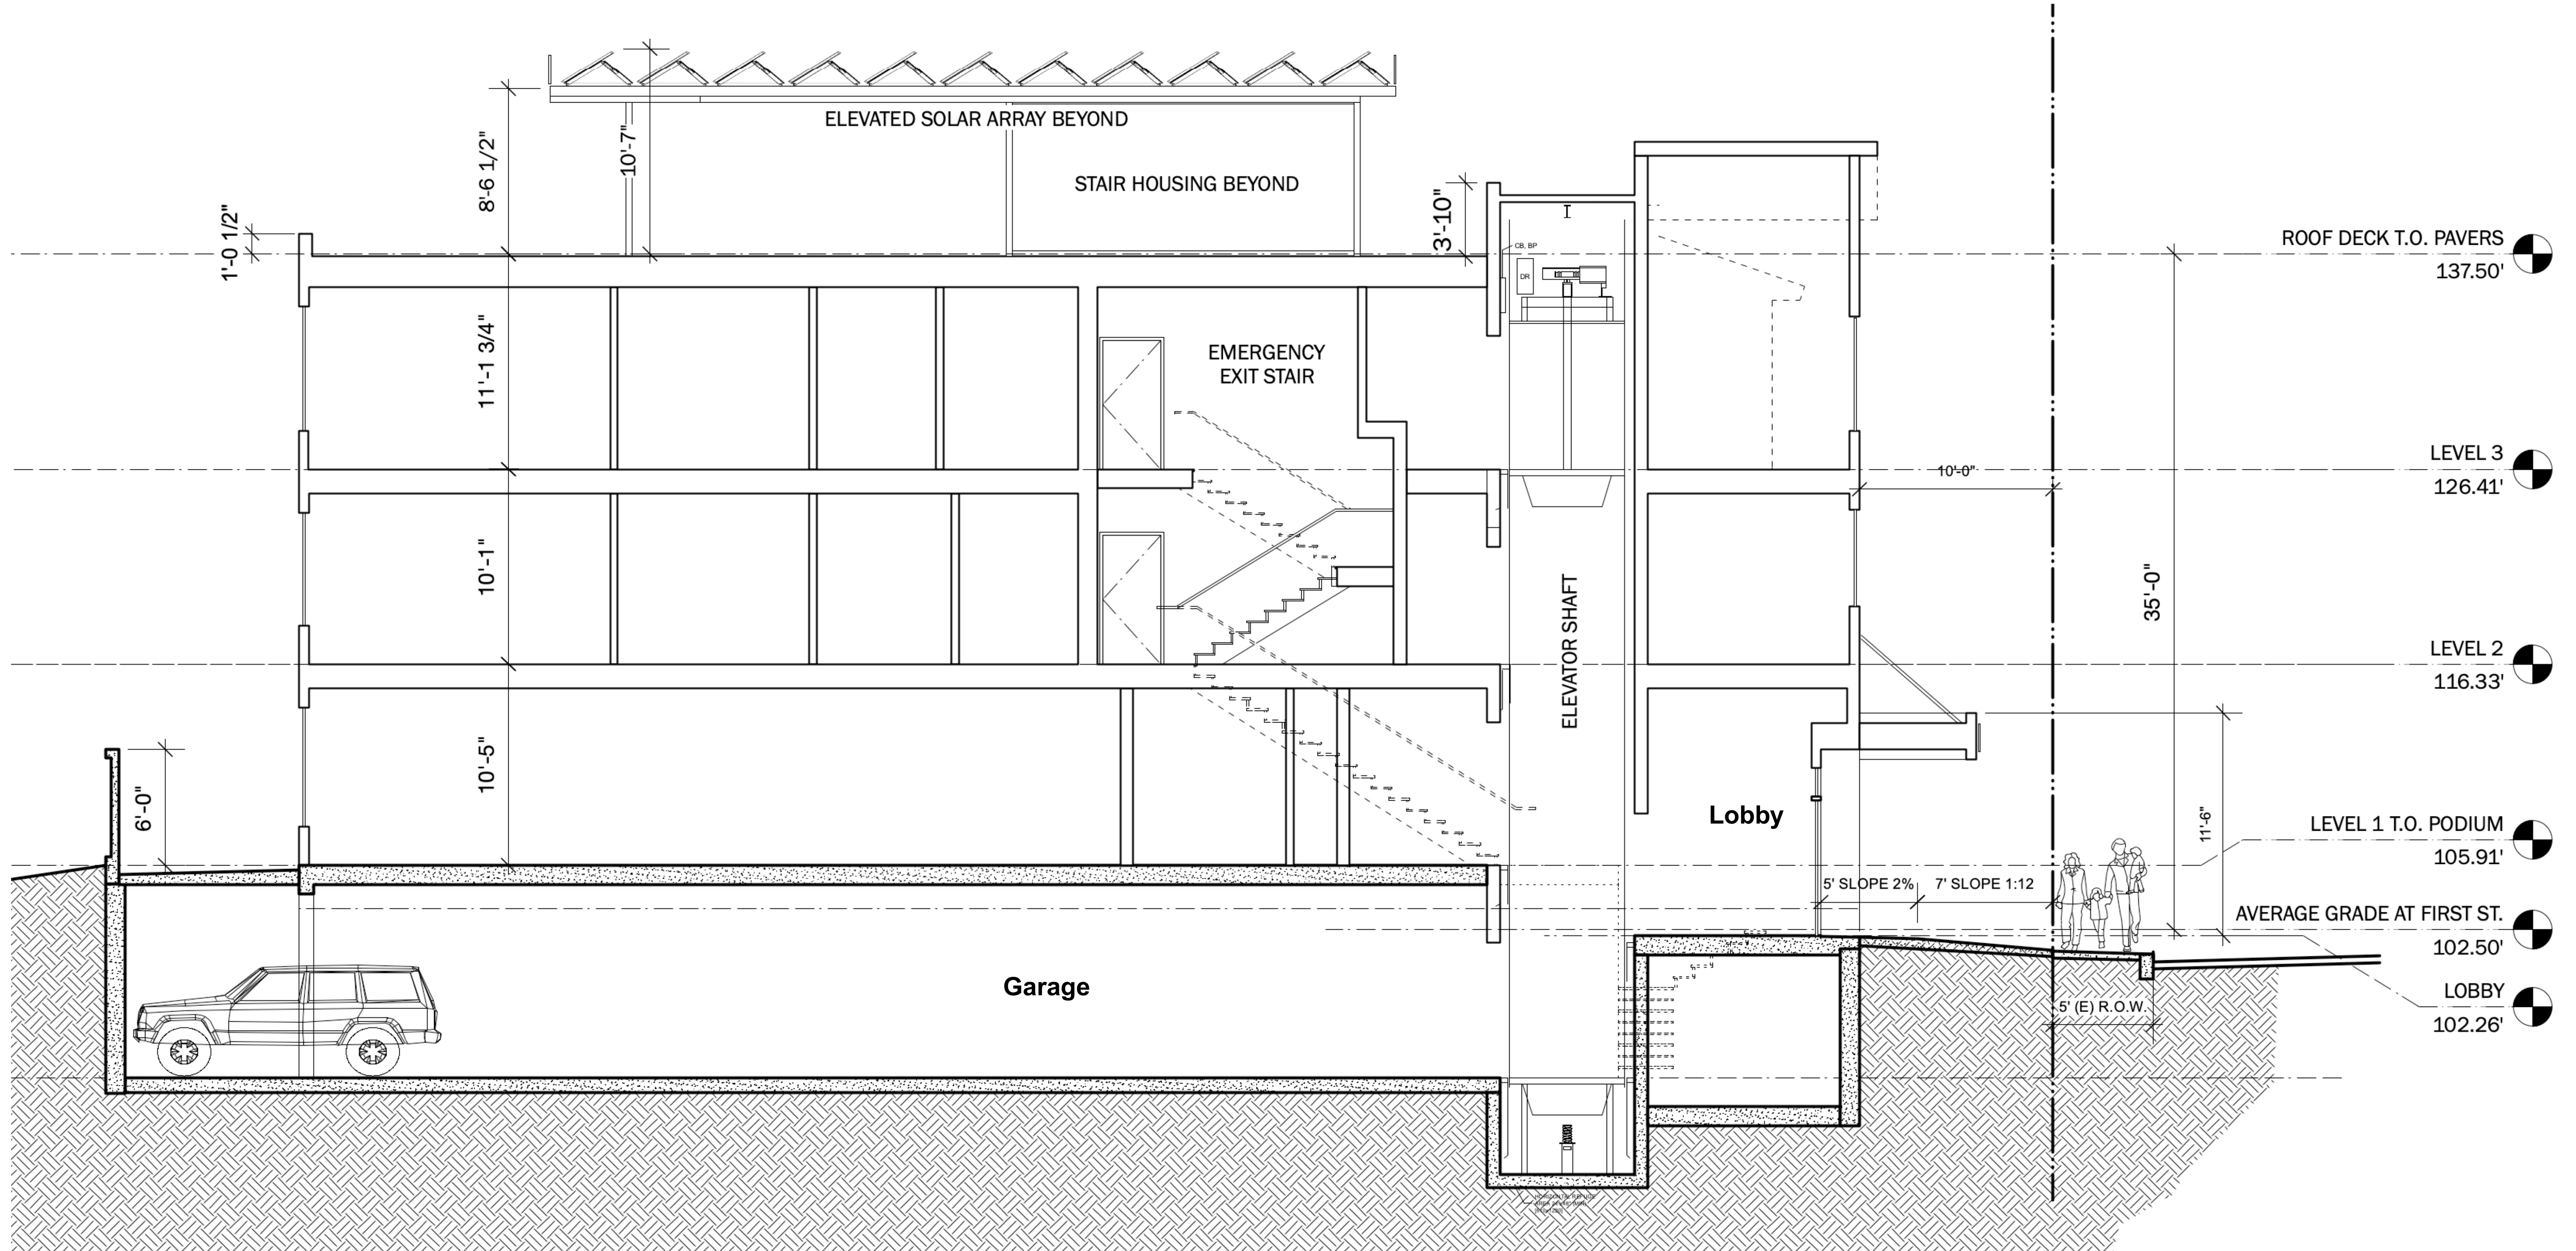 10'-7"
ELEVATED SOLAR ARRAY BEYOND
8'-6 1/2"
STAIR HOUSING BEYOND
3'-10"
1'-0 1/2"
CB, BP
DR
ROOF DECK T.O. PAVERS
137.50'
11'-1 3/4"
EMERGENCY
EXIT STAIR
LEVEL 3
126.41'
10'-0"
10'-1"
ELEVATOR SHAFT
35'-0"
LEVEL 2
116.33'
10'-5"
6'-0"
Lobby
11'-6"
LEVEL 1 T.O. PODIUM
105.91'
5' SLOPE 2%
7' SLOPE 1:12
AVERAGE GRADE AT FIRST ST.
102.50'
Garage
LOBBY
102.26'
5' (E) R.O.W.
HORIZONTAL REFUGE